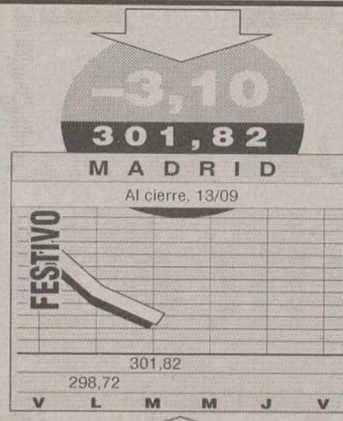 –3,10
301,82
MADRID
Al cierre, 13/09
FESTIVO
301,82
298,72
V L M M J V